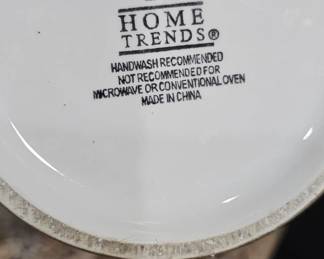 HOME
TRENDS®
HANDWASH RECOMMENDED
NOT RECOMMENDED FOR
MICROWAVE OR CONVENTIONAL OVEN
MADE IN CHINA